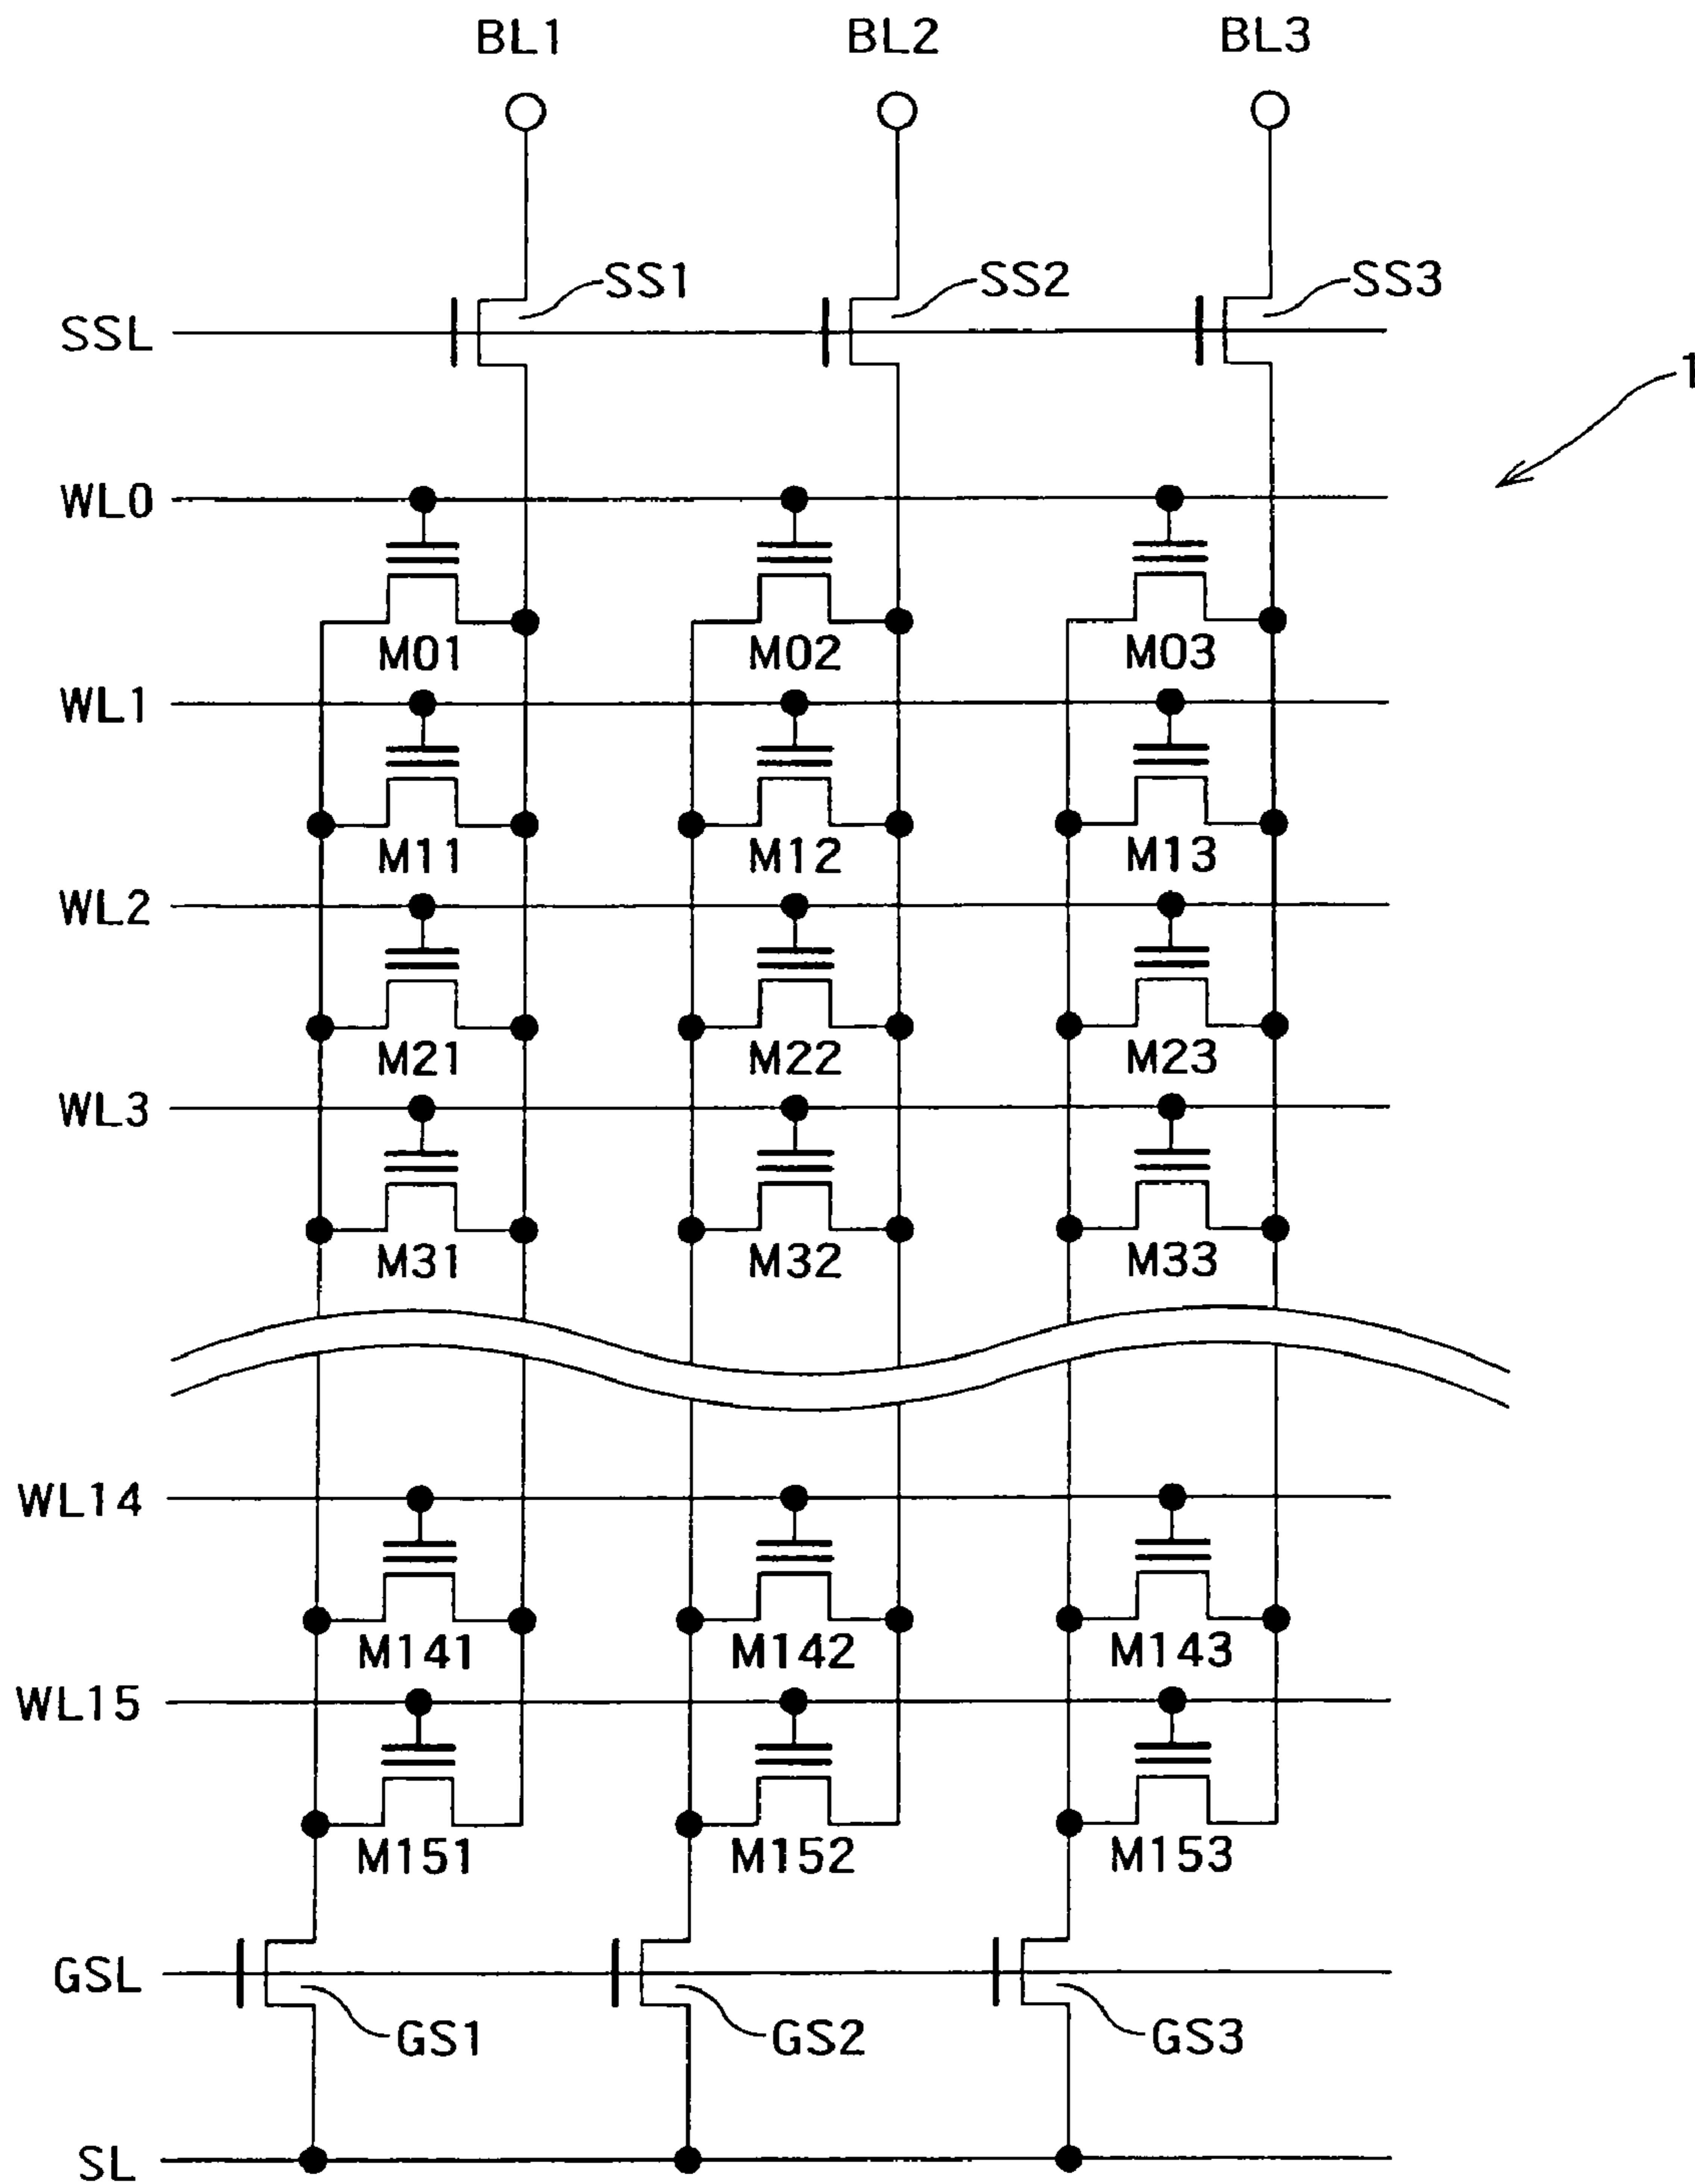 BL1 BL2 BL3
SS1 SS2 SS3
SSL
1
WL0
M01 M02 M03
WL1
M11 M12 M13
WL2
M21 M22 M23
WL3
M31 M32 M33
WL14
M141 M142 M143
WL15
M151 M152 M153
GSL
GS1 GS2 GS3
SL